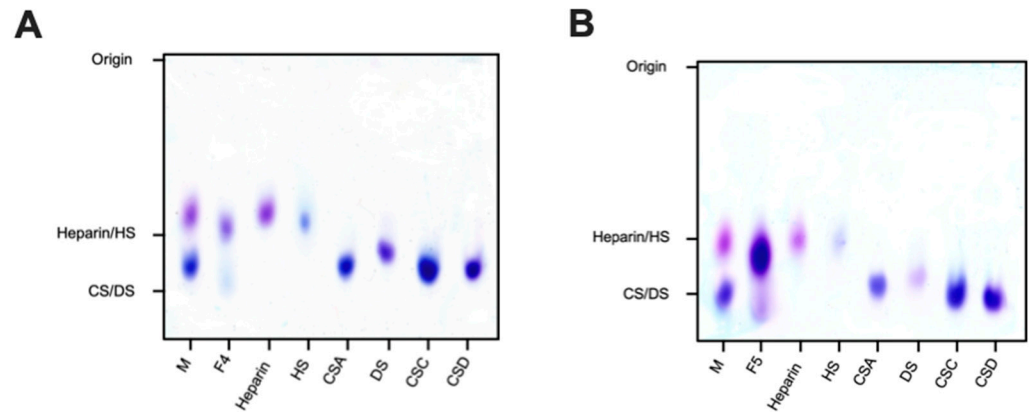 A
B
Origin
Heparin/HS
CS/DS
M
F4
Heparin
HS
CSA
DS
CSC
CSD
Origin
Heparin/HS
CS/DS
M
F5
Heparin
HS
CSA
DS
CSC
CSD